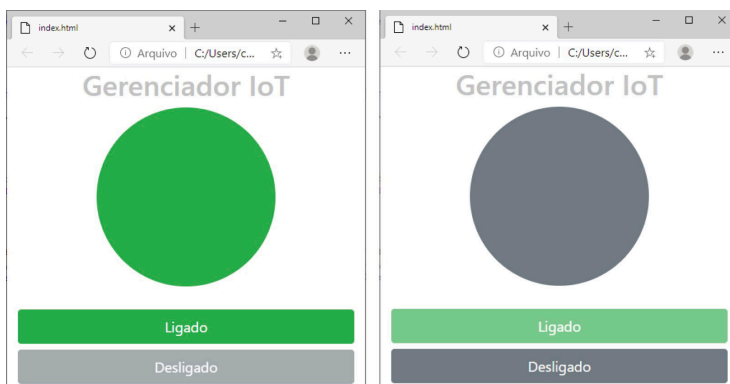 index.html
Arquivo | C:/Users/c...
Gerenciador IoT
Ligado
Desligado
index.html
Arquivo | C:/Users/c...
Gerenciador IoT
Ligado
Desligado